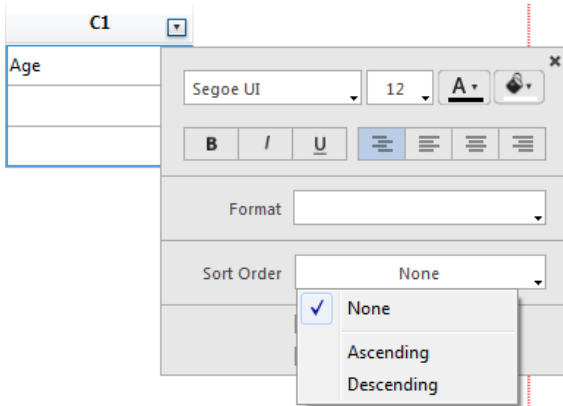 C1
Age
Segoe UI 12 A
B I U
Format
Sort Order None
None
Ascending
Descending